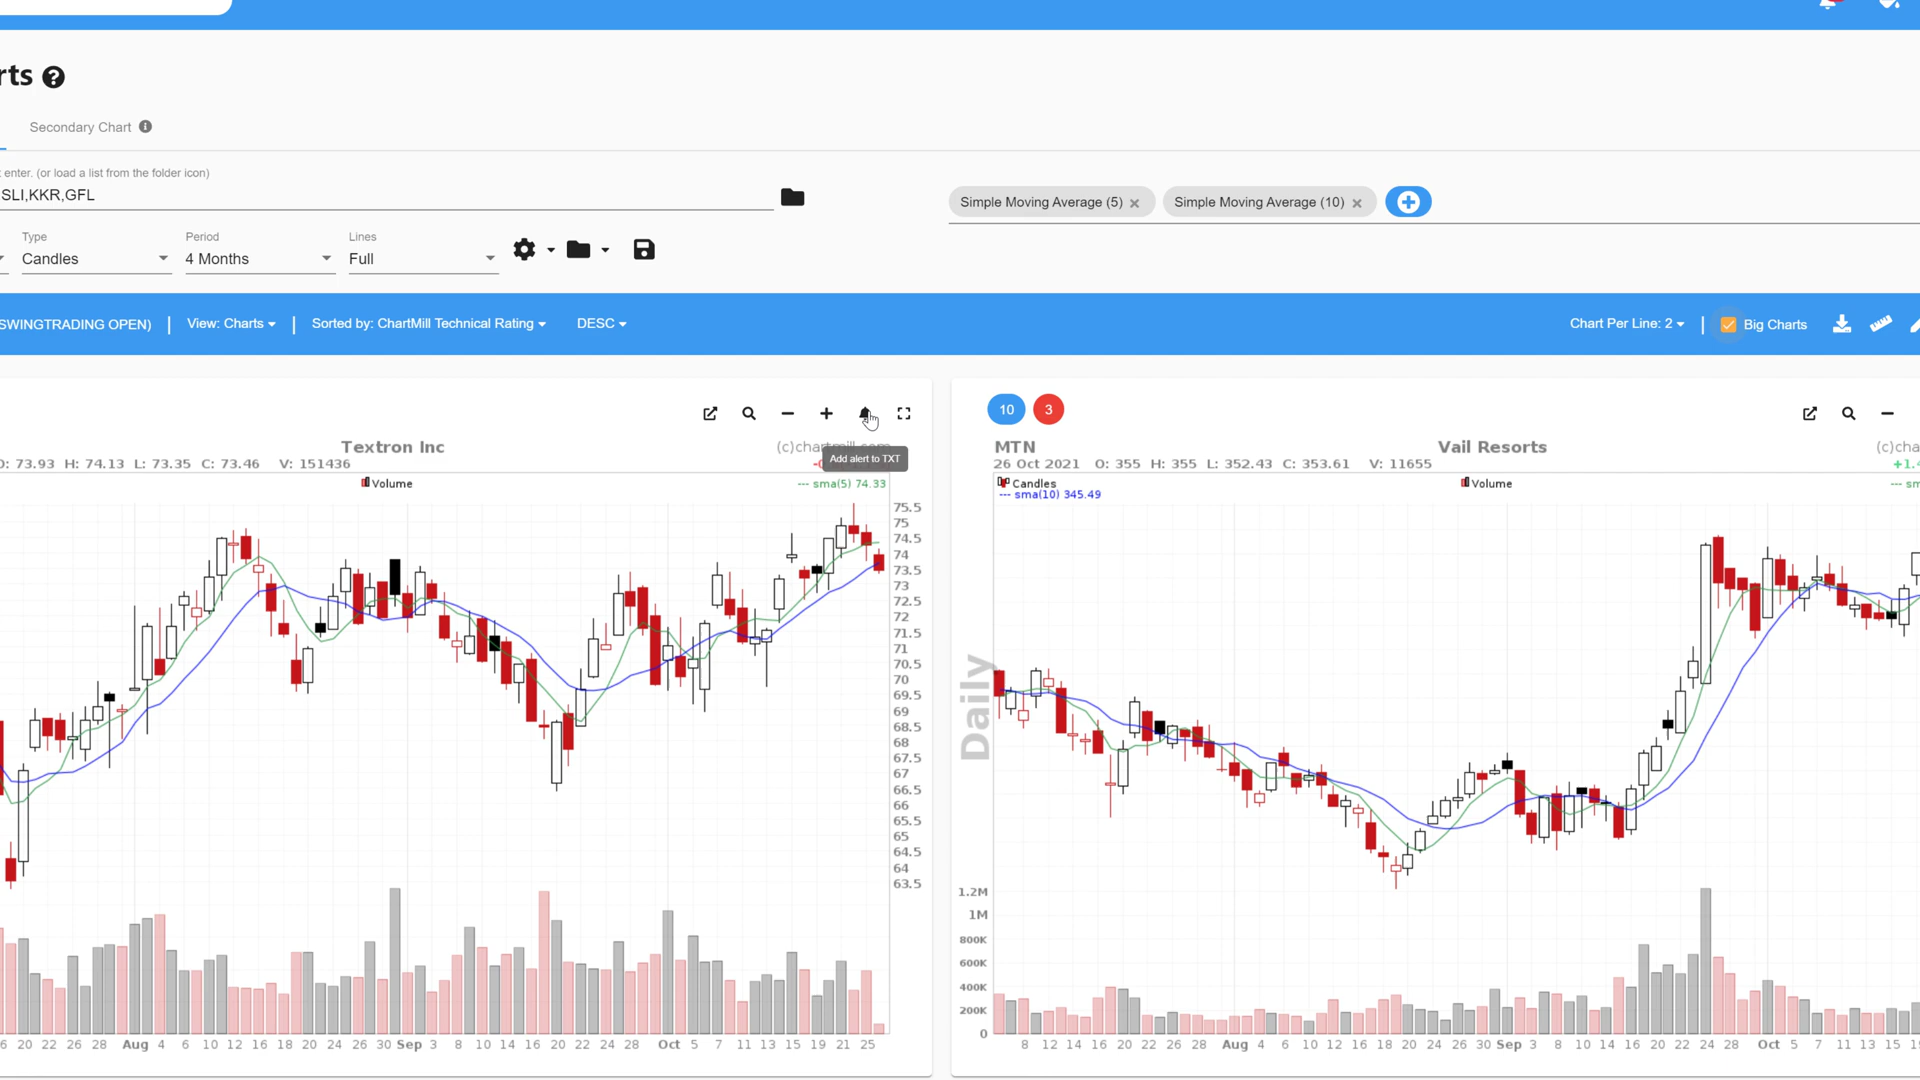 rts
Secondary Chart
enter. (or load a list from the folder icon)
SLI,KKR,GFL
Simple Moving Average (5)
Simple Moving Average (10)
Type
Candles
Period
4 Months
Lines
Full
SWINGTRADING OPEN)
View: Charts
Sorted by: ChartMill Technical Rating
DESC
Chart Per Line: 2
Big Charts
10 3
Textron Inc
O: 73.93 H: 74.13 L: 73.35 C: 73.46 V: 151436
Add alert to TXT
Volume
--- sma(5) 74.33
75.5
75
74.5
74
73.5
73
72.5
72
71.5
71
70.5
70
69.5
69
68.5
68
67.5
67
66.5
66
65.5
65
64.5
64
63.5
6 20 22 26 28 Aug 4 6 10 12 16 18 20 24 26 30 Sep 3 8 10 14 16 20 22 24 28 Oct 5 7 11 13 15 19 21 25
MTN
Vail Resorts
(c)cha
26 Oct 2021 O: 355 H: 355 L: 352.43 C: 353.61 V: 11655
+1.4
Candles
Volume
--- sm
--- sma(10) 345.49
Daily
1.2M
1M
800K
600K
400K
200K
0
8 12 14 16 20 22 26 28 Aug 4 6 10 12 16 18 20 24 26 30 Sep 3 8 10 14 16 20 22 24 28 Oct 5 7 11 13 15